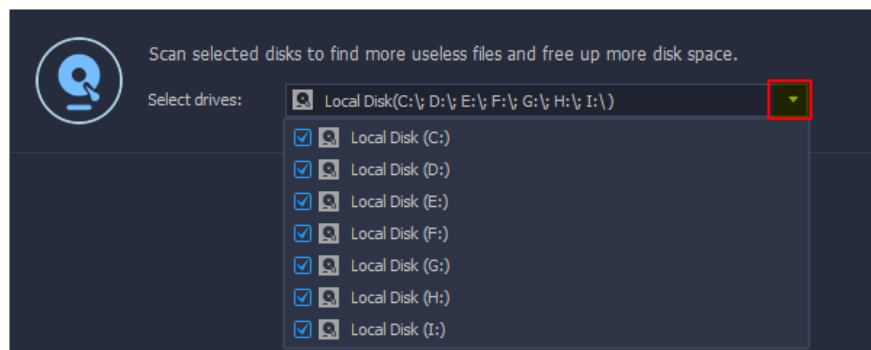 Scan selected disks to find more useless files and free up more disk space.
Select drives: Local Disk(C:\; D:\; E:\; F:\; G:\; H:\; I:\)
Local Disk (C:)
Local Disk (D:)
Local Disk (E:)
Local Disk (F:)
Local Disk (G:)
Local Disk (H:)
Local Disk (I:)